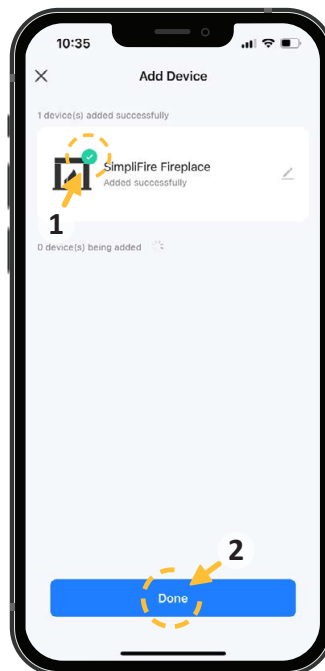 10:35
Add Device
1 device(s) added successfully
SimpliFire Fireplace
Added successfully
1
0 device(s) being added
2
Done